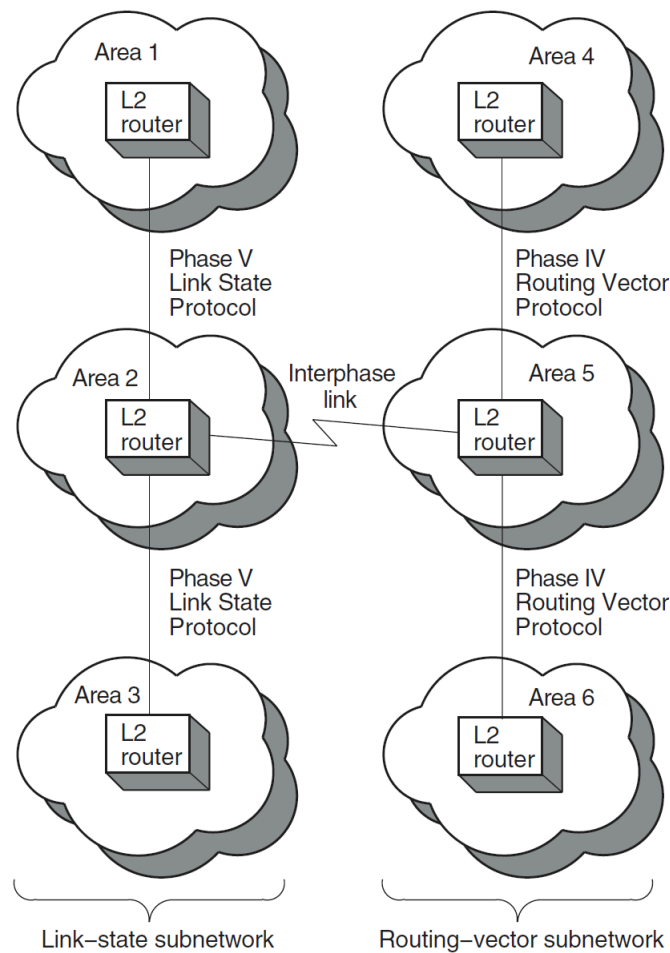 Area 1
L2
router
Area 4
L2
router
Phase V
Link State
Protocol
Phase IV
Routing Vector
Protocol
Area 2
L2
router
Interphase
link
Area 5
L2
router
Phase V
Link State
Protocol
Phase IV
Routing Vector
Protocol
Area 3
L2
router
Area 6
L2
router
Link–state subnetwork
Routing–vector subnetwork